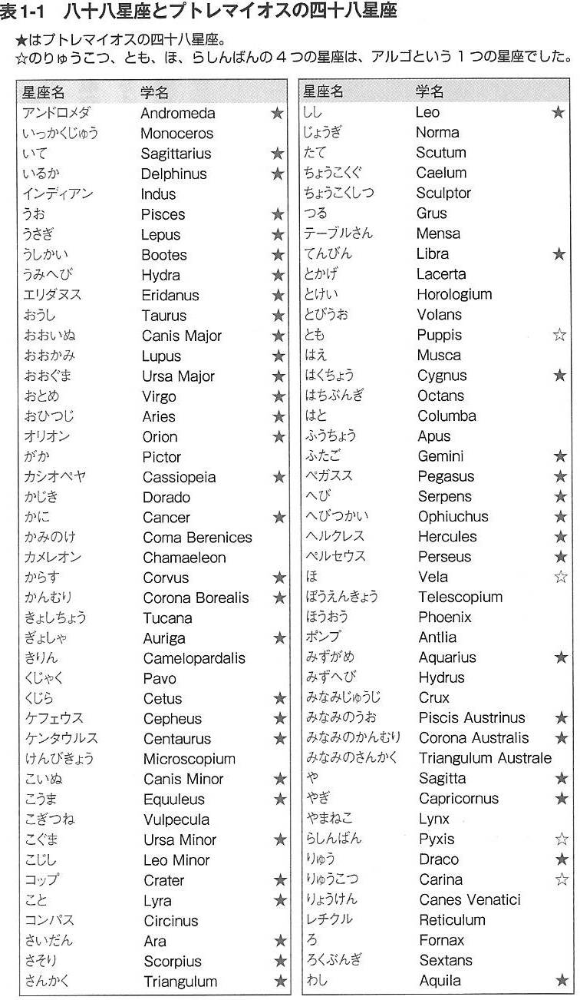 表1-1 八十八星座とプトレマイオスの四十八星座
★はプトレマイオスの四十八星座。
☆のりゅうこつ、とも、ほ、らしんばんの4つの星座は、アルゴという1つの星座でした。
星座名 学名
アンドロメダ Andromeda ★
いっかくじゅう Monoceros
いて Sagittarius ★
いるか Delphinus ★
インディアン Indus
うお Pisces ★
うさぎ Lepus ★
うしかい Bootes ★
うみへび Hydra ★
エリダヌス Eridanus ★
おうし Taurus ★
おおいぬ Canis Major ★
おおかみ Lupus ★
おおぐま Ursa Major ★
おとめ Virgo ★
おひつじ Aries ★
オリオン Orion ★
がか Pictor
カシオペヤ Cassiopeia ★
かじき Dorado
かに Cancer ★
かみのけ Coma Berenices
カメレオン Chamaeleon
からす Corvus ★
かんむり Corona Borealis ★
きょしちょう Tucana
ぎょしゃ Auriga ★
きりん Camelopardalis
くじゃく Pavo
くじら Cetus ★
ケフェウス Cepheus ★
ケンタウルス Centaurus ★
けんびきょう Microscopium
こいぬ Canis Minor ★
こうま Equuleus ★
こぎつね Vulpecula
こぐま Ursa Minor ★
こじし Leo Minor
コップ Crater ★
こと Lyra ★
コンパス Circinus
さいだん Ara ★
さそり Scorpius ★
さんかく Triangulum ★
星座名 学名
しし Leo ★
じょうぎ Norma
たて Scutum
ちょうこくぐ Caelum
ちょうこくしつ Sculptor
つる Grus
テーブルさん Mensa
てんびん Libra ★
とかげ Lacerta
とけい Horologium
とびうお Volans
とも Puppis ☆
はえ Musca
はくちょう Cygnus ★
はちぶんぎ Octans
はと Columba
ふうちょう Apus
ふたご Gemini ★
ペガスス Pegasus ★
へび Serpens ★
へびつかい Ophiuchus ★
ヘルクレス Hercules ★
ペルセウス Perseus ★
ほ Vela ☆
ぼうえんきょう Telescopium
ほうおう Phoenix
ポンプ Antlia
みずがめ Aquarius ★
みずへび Hydrus
みなみじゅうじ Crux
みなみのうお Piscis Austrinus ★
みなみのかんむり Corona Australis ★
みなみのさんかく Triangulum Australe
や Sagitta ★
やぎ Capricornus ★
やまねこ Lynx
らしんばん Pyxis ☆
りゅう Draco ★
りゅうこつ Carina ☆
りょうけん Canes Venatici
レチクル Reticulum
ろ Fornax
ろくぶんぎ Sextans
わし Aquila ★